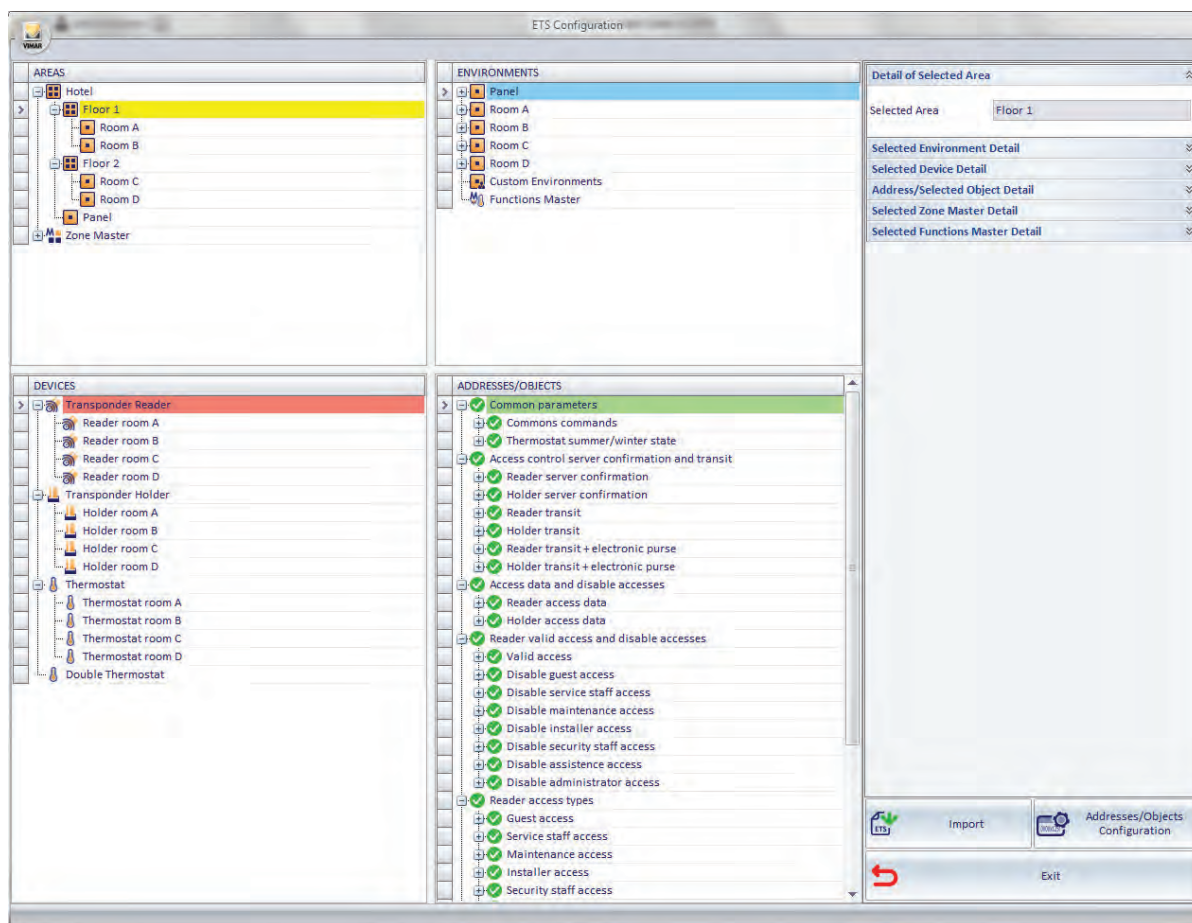 ETS Configuration
VIMAR
AREAS
Hotel
Floor 1
Room A
Room B
Floor 2
Room C
Room D
Panel
Zone Master
ENVIRONMENTS
Panel
Room A
Room B
Room C
Room D
Custom Environments
Functions Master
Detail of Selected Area
Selected Area Floor 1
Selected Environment Detail
Selected Device Detail
Address/Selected Object Detail
Selected Zone Master Detail
Selected Functions Master Detail
DEVICES
Transponder Reader
Reader room A
Reader room B
Reader room C
Reader room D
Transponder Holder
Holder room A
Holder room B
Holder room C
Holder room D
Thermostat
Thermostat room A
Thermostat room B
Thermostat room C
Thermostat room D
Double Thermostat
ADDRESSES/OBJECTS
Common parameters
Commons commands
Thermostat summer/winter state
Access control server confirmation and transit
Reader server confirmation
Holder server confirmation
Reader transit
Holder transit
Reader transit + electronic purse
Holder transit + electronic purse
Access data and disable accesses
Reader access data
Holder access data
Reader valid access and disable accesses
Valid access
Disable guest access
Disable service staff access
Disable maintenance access
Disable installer access
Disable security staff access
Disable assistence access
Disable administrator access
Reader access types
Guest access
Service staff access
Maintenance access
Installer access
Security staff access
ETS
Import
Addresses/Objects
Configuration
Exit